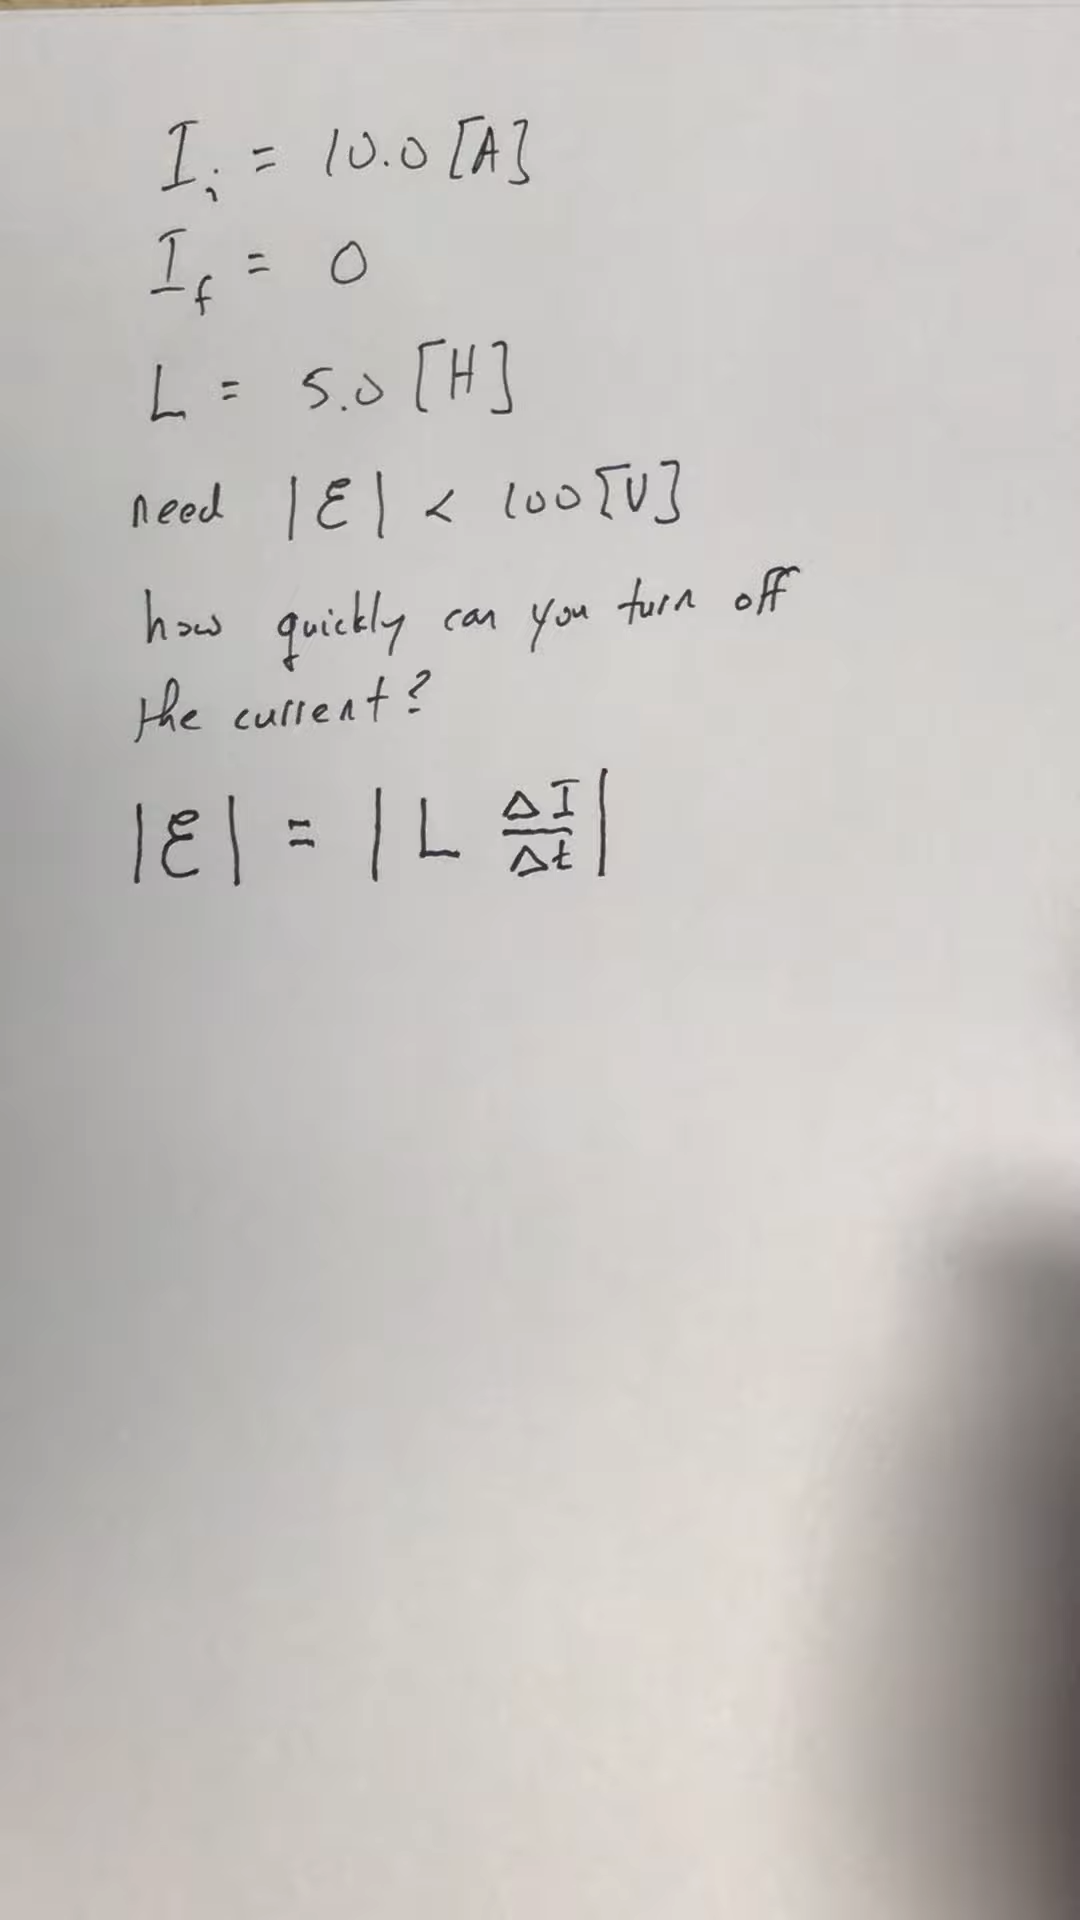 I_i = 10.0 [A]
I_f = 0
L = 5.0 [H]
need |ε| < 100 [V]
how quickly can you turn off
the current?
|ε| = |L ΔI/Δt|